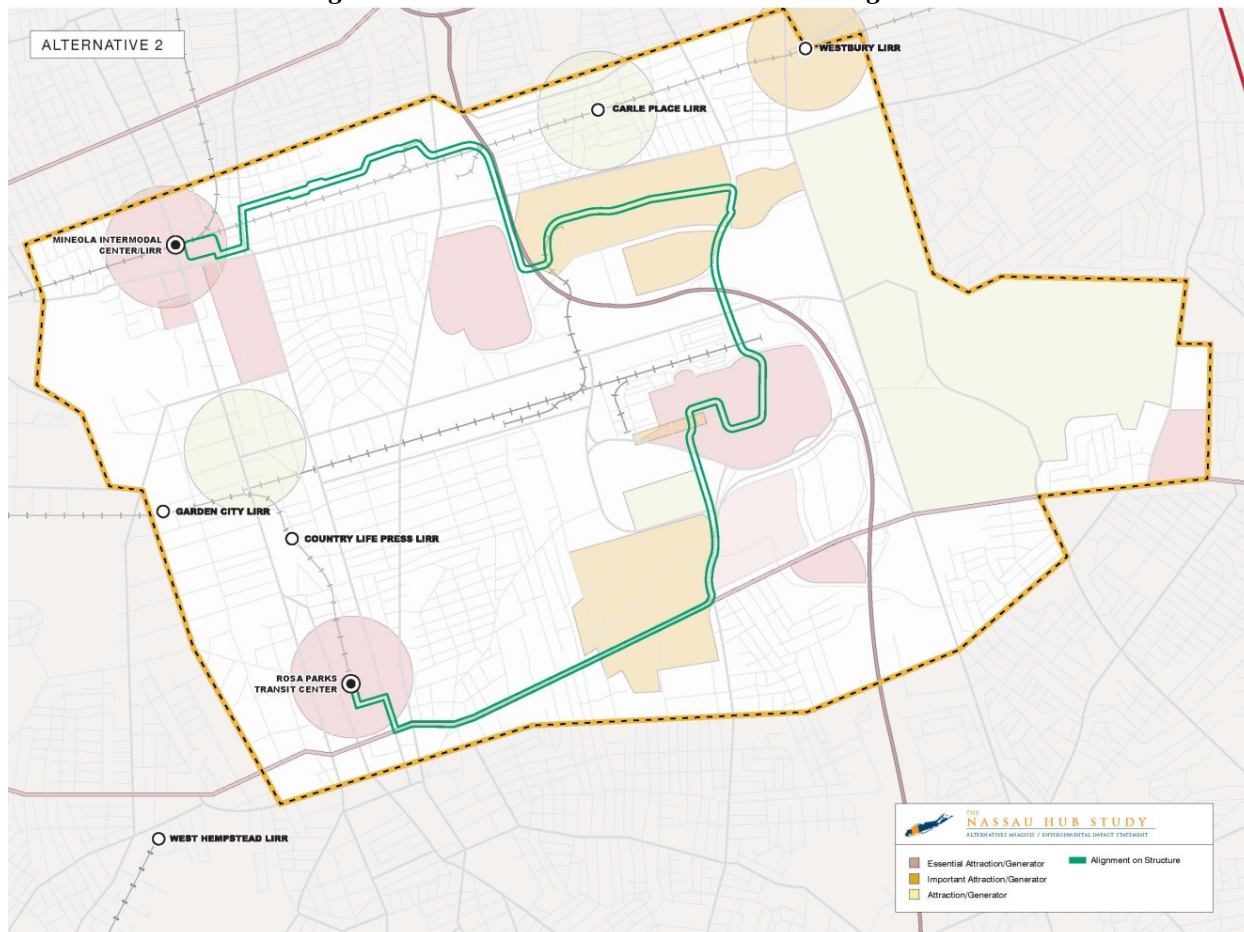 ALTERNATIVE 2
WESTBURY LIRR
CARLE PLACE LIRR
MINEOLA INTERMODAL
CENTER/LIRR
GARDEN CITY LIRR
COUNTRY LIFE PRESS LIRR
ROSA PARKS
TRANSIT CENTER
WEST HEMPSTEAD LIRR
THE
NASSAU HUB STUDY
ALTERNATIVES ANALYSIS / ENVIRONMENTAL IMPACT STATEMENT
Essential Attraction/Generator
Alignment on Structure
Important Attraction/Generator
Attraction/Generator